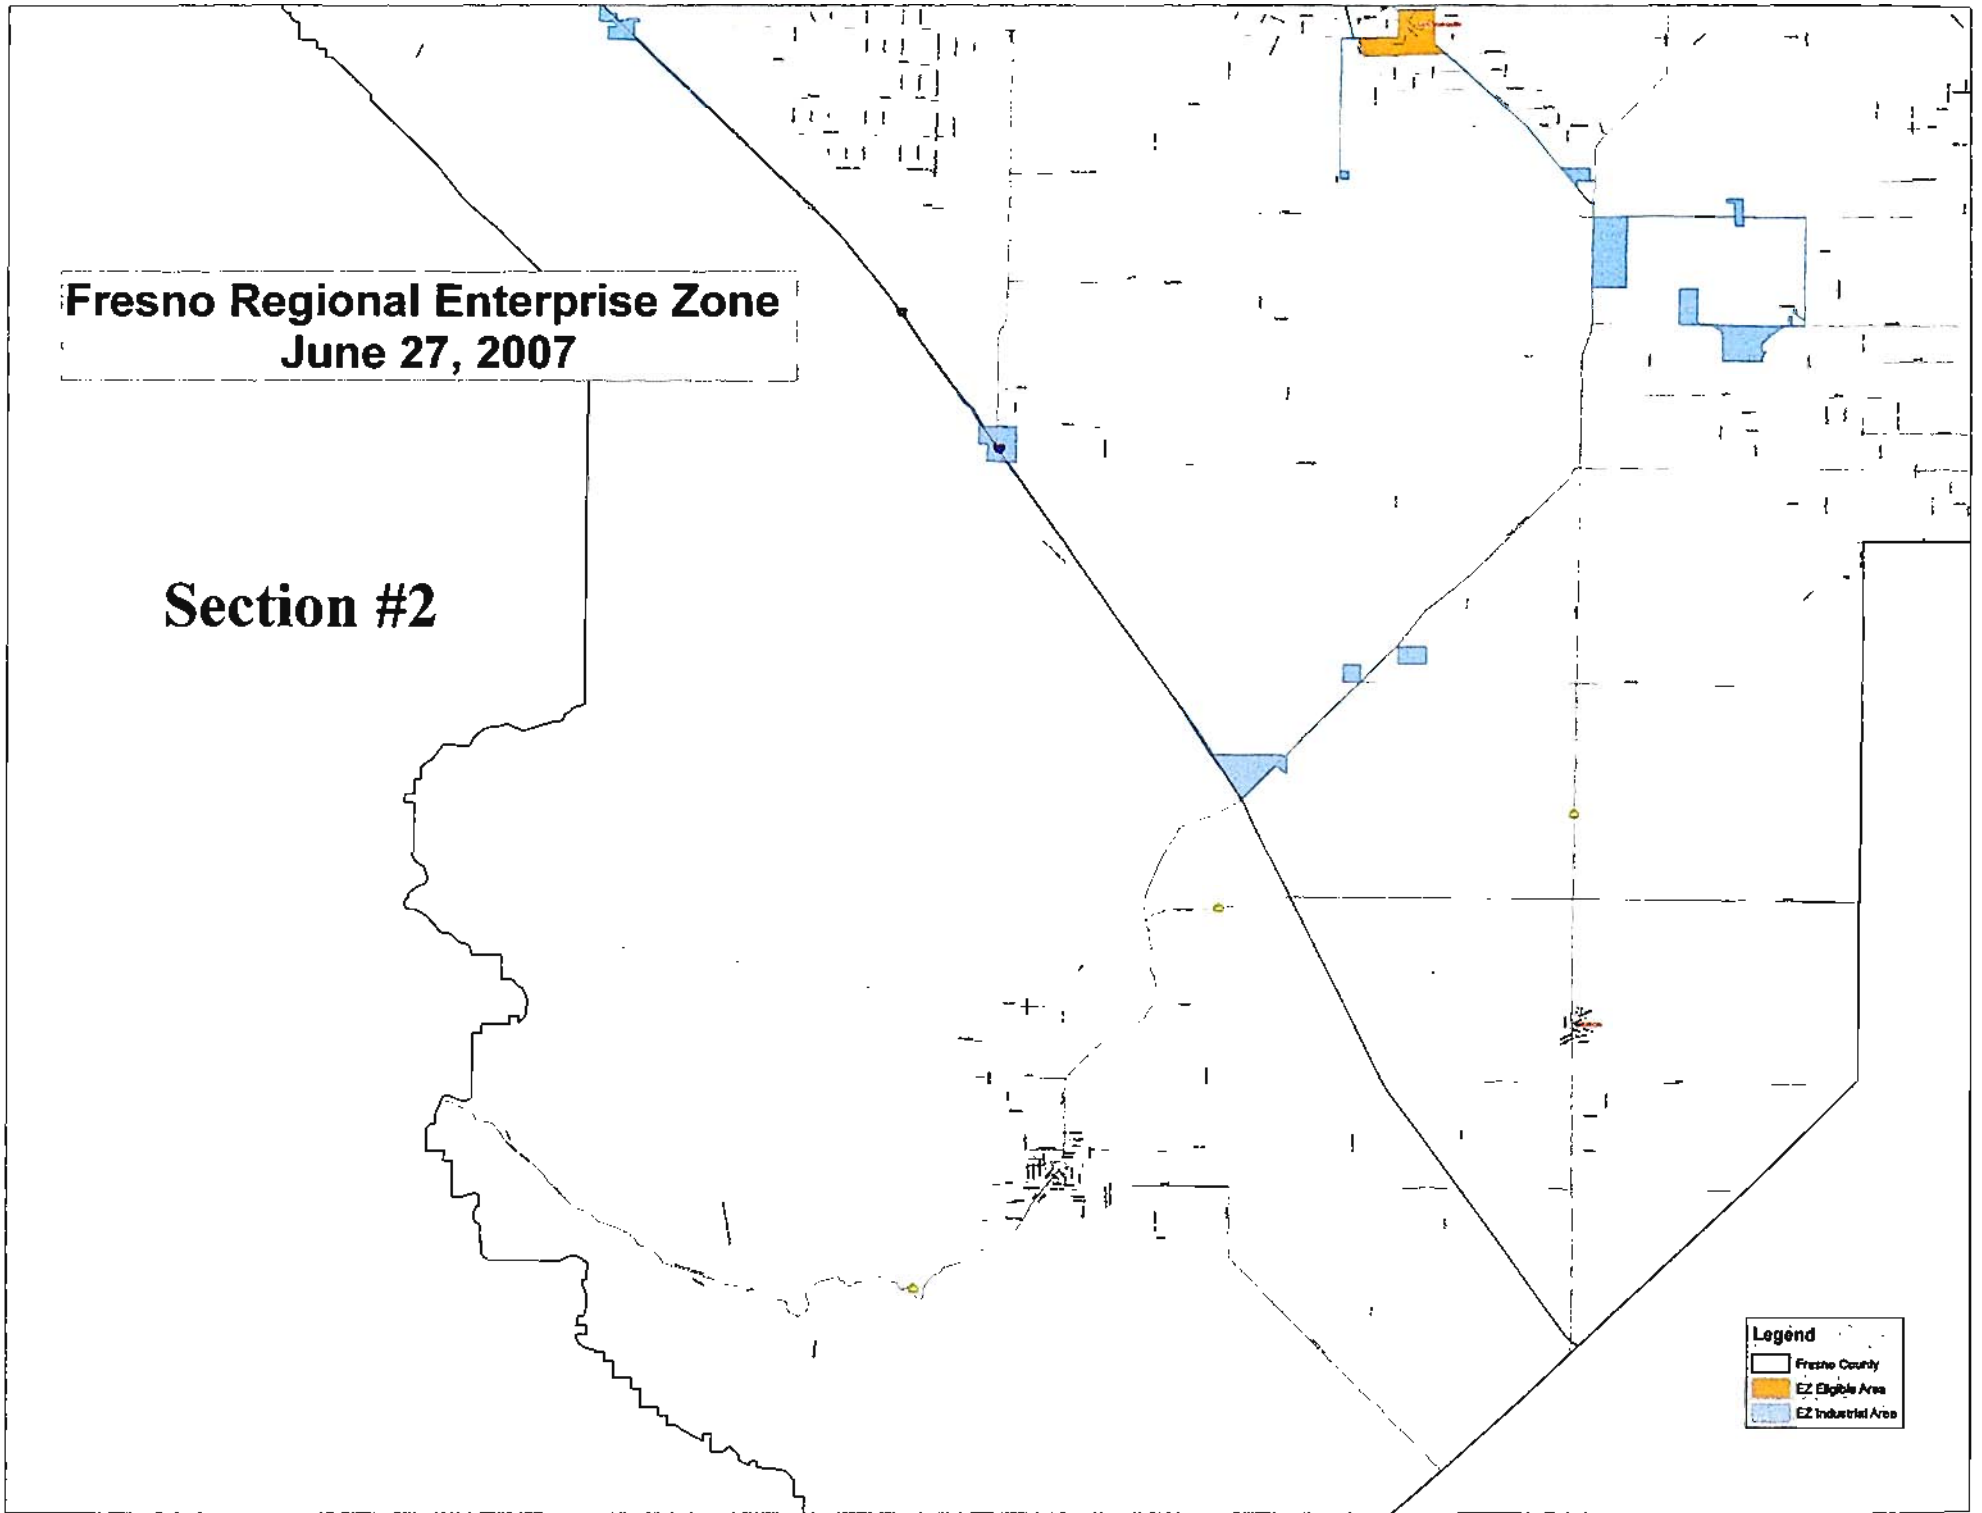 Fresno Regional Enterprise Zone
June 27, 2007
Section #2
Legend
Fresno County
EZ Eligible Area
EZ Industrial Area